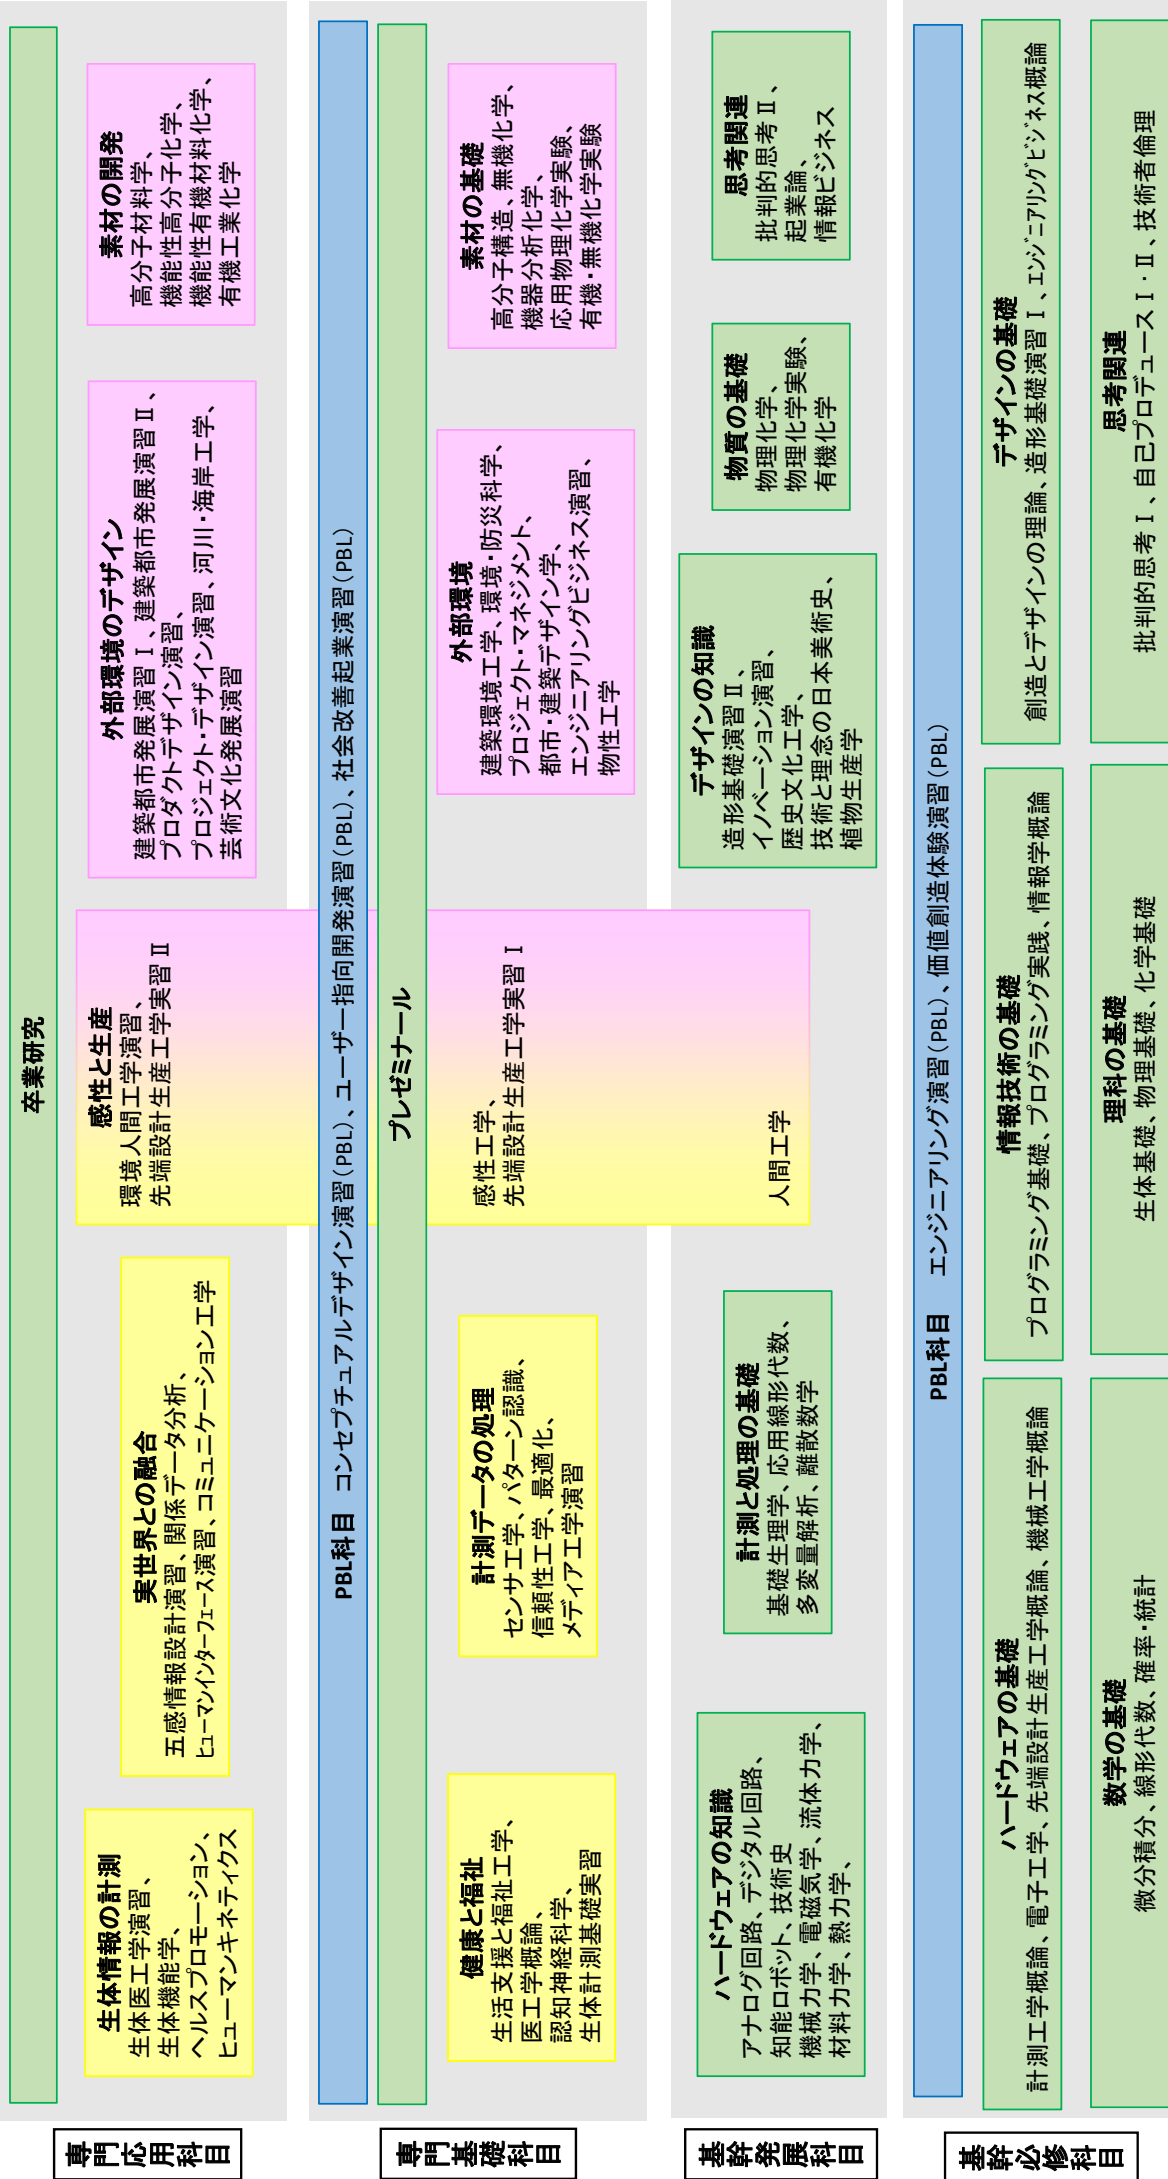 専門応用科目
卒業研究
生体情報の計測
生体医工学演習、
生体機能学、
ヘルスプロモーション、
ヒューマンキネティクス
実世界との融合
五感情報設計演習、関係データ分析、
ヒューマンインターフェース演習、コミュニケーション工学
感性と生産
環境人間工学演習、
先端設計生産工学実習Ⅱ
外部環境のデザイン
建築都市発展演習Ⅰ、建築都市発展演習Ⅱ、
プロダクトデザイン演習、
プロジェクト・デザイン演習、河川・海岸工学、
芸術文化発展演習
素材の開発
高分子材料学、
機能性高分子化学、
機能性有機材料化学、
有機工業化学
専門基礎科目
PBL科目 コンセプチュアルデザイン演習(PBL)、ユーザー指向開発演習(PBL)、社会改善起業演習(PBL)
プレゼミナール
健康と福祉
生活支援と福祉工学、
医工学概論、
認知神経科学、
生体計測基礎実習
計測データの処理
センサ工学、パターン認識、
信頼性工学、最適化、
メディア工学演習
感性工学、
先端設計生産工学実習Ⅰ
外部環境
建築環境工学、環境・防災科学、
プロジェクト・マネジメント、
都市・建築デザイン学、
エンジニアリングビジネス演習、
物性工学
素材の基礎
高分子構造、無機化学、
機器分析化学、
応用物理化学実験、
有機・無機化学実験
基幹発展科目
ハードウェアの知識
アナログ回路、デジタル回路、
知能ロボット、技術史
機械力学、電磁気学、流体力学、
材料力学、熱力学、
計測と処理の基礎
基礎生理学、応用線形代数、
多変量解析、離散数学
人間工学
デザインの知識
造形基礎演習Ⅱ、
イノベーション演習、
歴史文化工学、
技術と理念の日本美術史、
植物生産学
物質の基礎
物理化学、
物理化学実験、
有機化学
思考関連
批判的思考Ⅱ、
起業論、
情報ビジネス
基幹必修科目
PBL科目 エンジニアリング演習(PBL)、価値創造体験演習(PBL)
ハードウェアの基礎
計測工学概論、電子工学、先端設計生産工学概論、機械工学概論
情報技術の基礎
プログラミング基礎、プログラミング実践、情報学概論
デザインの基礎
創造とデザインの理論、造形基礎演習Ⅰ、エンジニアリングビジネス概論
数学の基礎
微分積分、線形代数、確率・統計
理科の基礎
生体基礎、物理基礎、化学基礎
思考関連
批判的思考Ⅰ、自己プロデュースⅠ・Ⅱ、技術者倫理